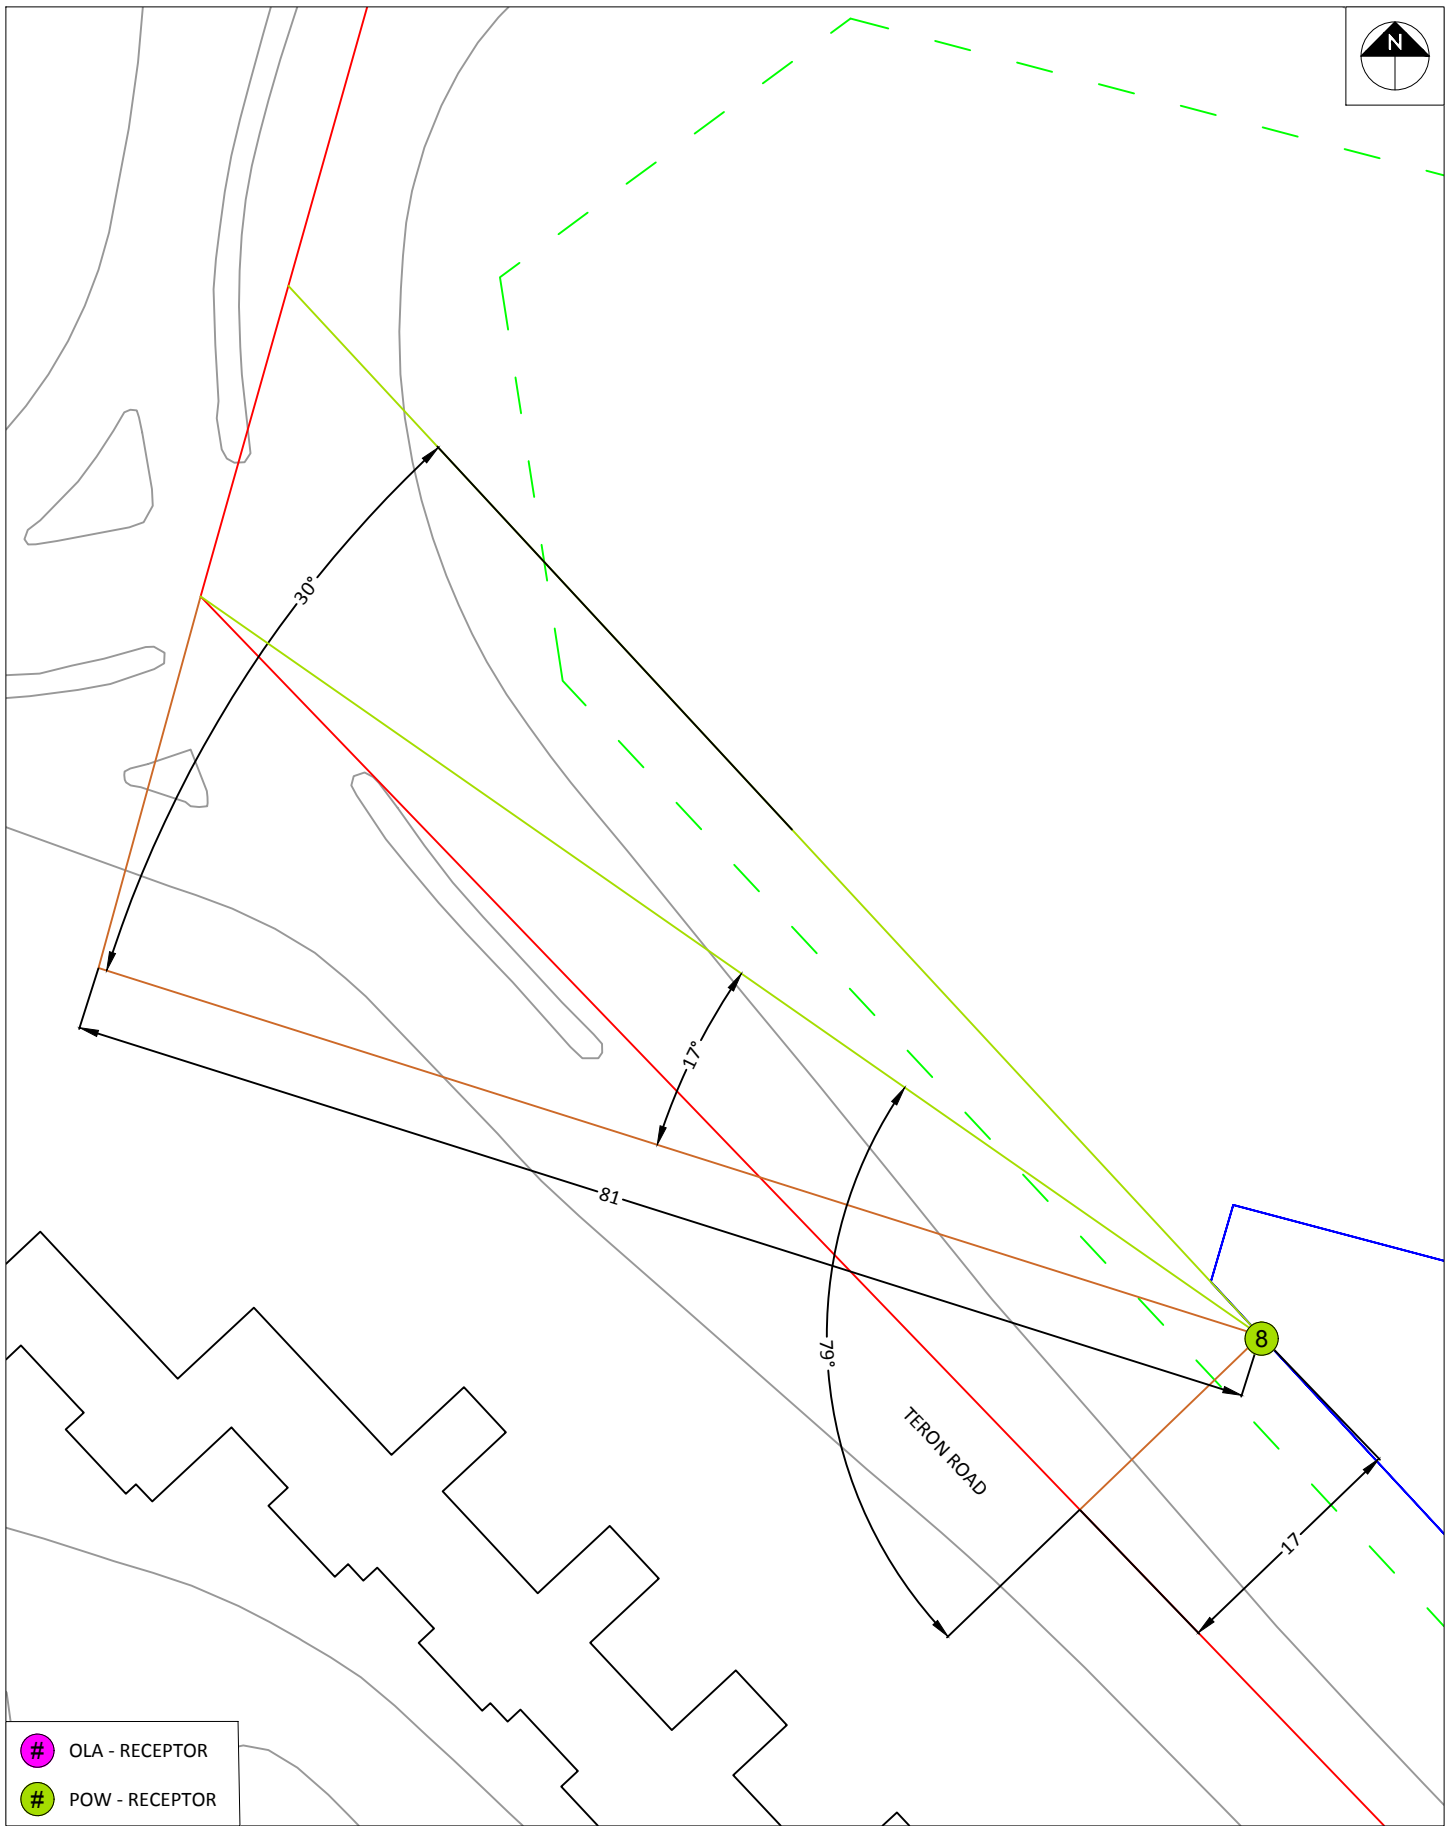 N
30°
17°
81
79°
8
TERON ROAD
17
# OLA - RECEPTOR
# POW - RECEPTOR